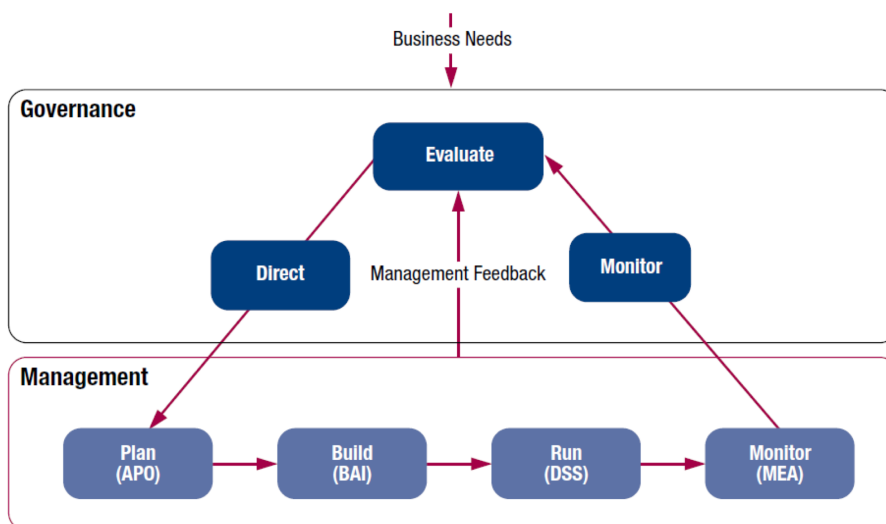 Business Needs
Governance
Evaluate
Direct
Management Feedback
Monitor
Management
Plan
(APO)
Build
(BAI)
Run
(DSS)
Monitor
(MEA)